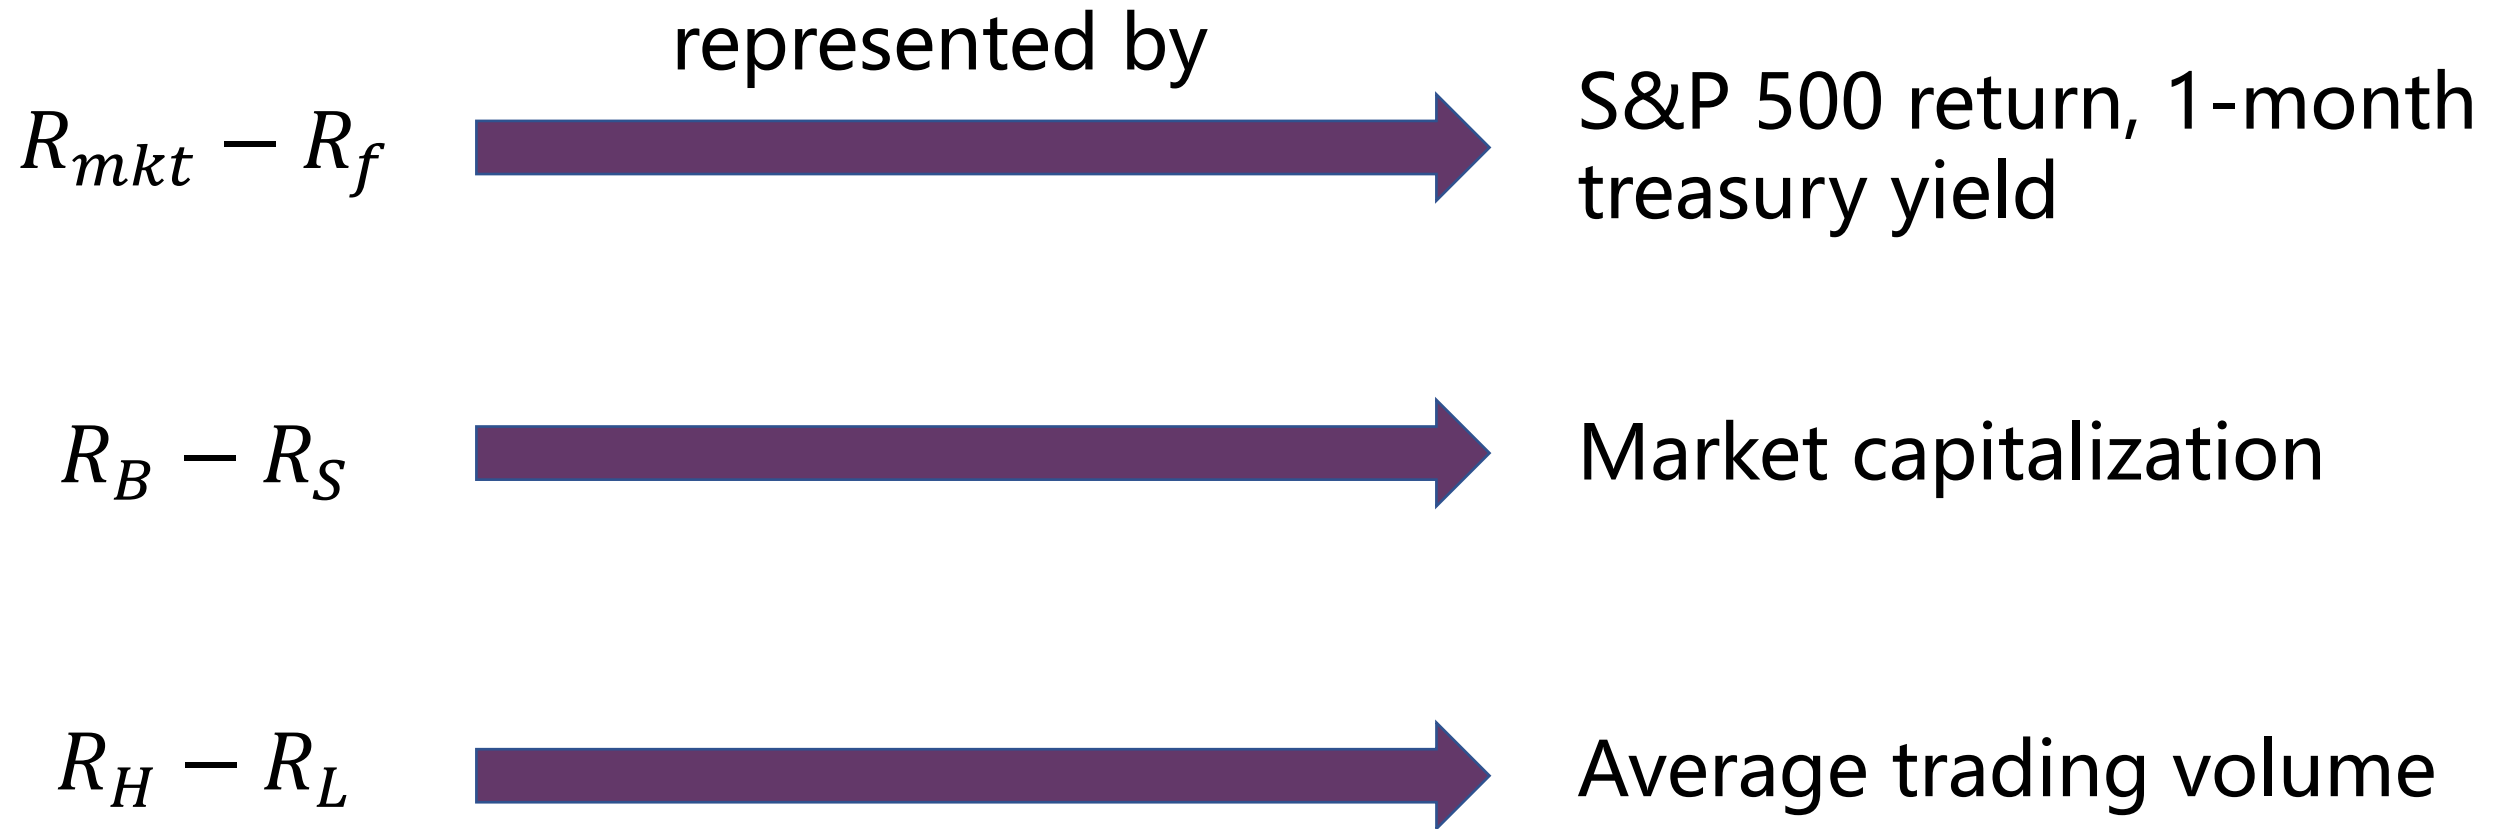 represented by
R_mkt − R_f
S&P 500 return, 1-month
treasury yield
R_B − R_S
Market capitalization
R_H − R_L
Average trading volume